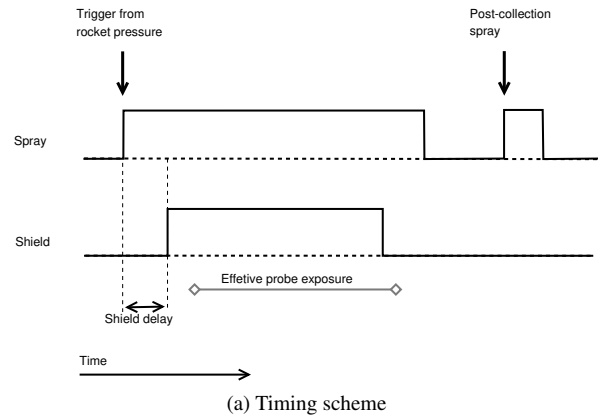 Trigger from
rocket pressure
Post-collection
spray
Spray
Shield
Effetive probe exposure
Shield delay
Time
(a) Timing scheme